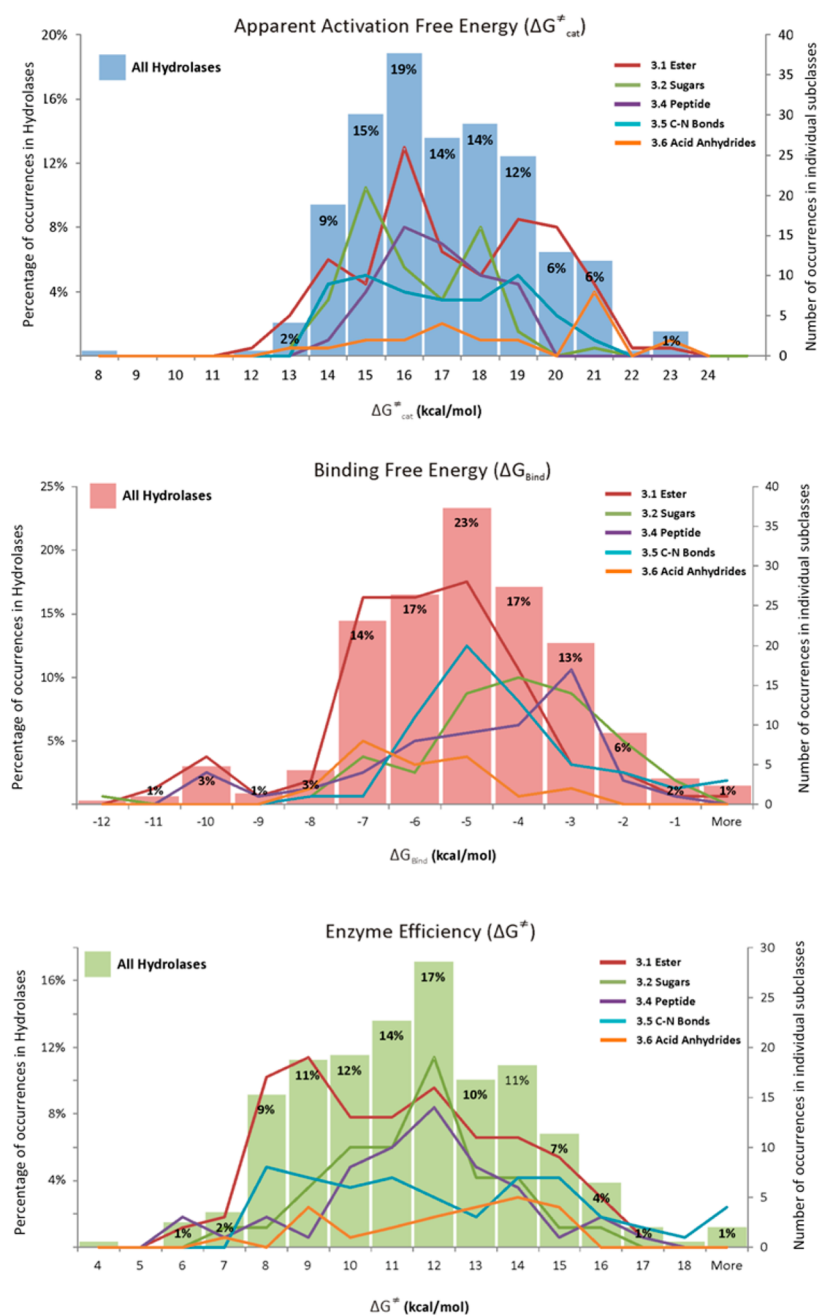 Apparent Activation Free Energy (ΔG≠cat)
20%
16%
12%
8%
4%
Percentage of occurrences in Hydrolases
All Hydrolases
3.1 Ester
3.2 Sugars
3.4 Peptide
3.5 C-N Bonds
3.6 Acid Anhydrides
2%
9%
15%
19%
14%
14%
12%
6%
6%
1%
40
35
30
25
20
15
10
5
0
Number of occurrences in individual subclasses
8 9 10 11 12 13 14 15 16 17 18 19 20 21 22 23 24
ΔG≠cat (kcal/mol)
Binding Free Energy (ΔGBind)
25%
20%
15%
10%
5%
Percentage of occurrences in Hydrolases
All Hydrolases
3.1 Ester
3.2 Sugars
3.4 Peptide
3.5 C-N Bonds
3.6 Acid Anhydrides
1%
3%
1%
3%
14%
17%
23%
17%
13%
6%
2%
1%
40
35
30
25
20
15
10
5
0
Number of occurrences in individual subclasses
-12 -11 -10 -9 -8 -7 -6 -5 -4 -3 -2 -1 More
ΔGBind (kcal/mol)
Enzyme Efficiency (ΔG≠)
16%
12%
8%
4%
Percentage of occurrences in Hydrolases
All Hydrolases
3.1 Ester
3.2 Sugars
3.4 Peptide
3.5 C-N Bonds
3.6 Acid Anhydrides
1%
2%
9%
11%
12%
14%
17%
10%
11%
7%
4%
1%
1%
30
25
20
15
10
5
0
Number of occurrences in individual subclasses
4 5 6 7 8 9 10 11 12 13 14 15 16 17 18 More
ΔG≠ (kcal/mol)